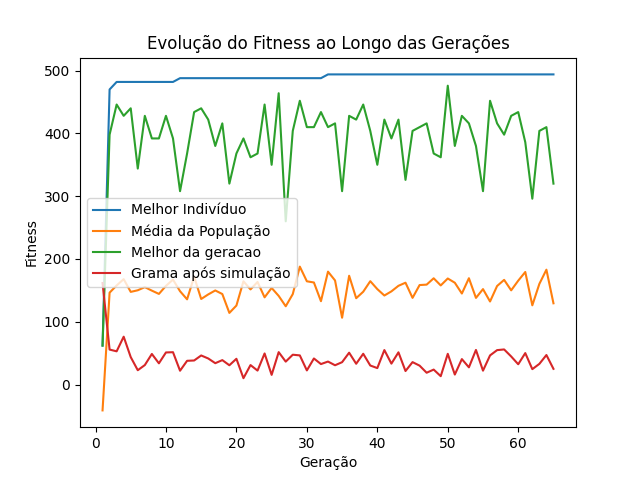 Evolução do Fitness ao Longo das Gerações
500
400
300
200
100
0
Fitness
Melhor Indivíduo
Média da População
Melhor da geracao
Grama após simulação
0 10 20 30 40 50 60
Geração